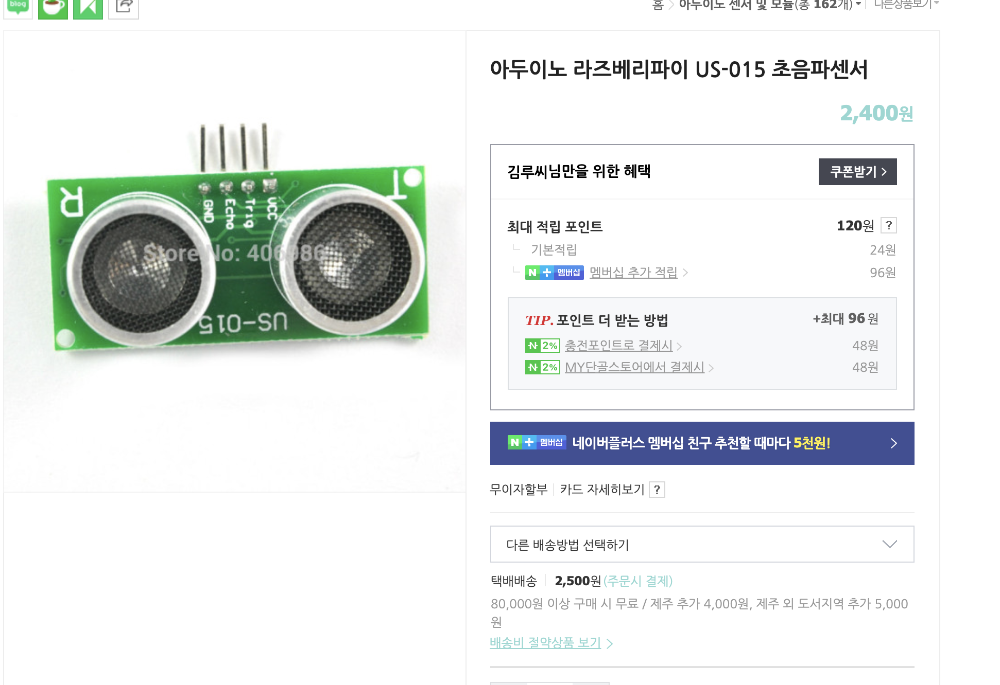 blog
홈 > 아두이노 센서 및 모듈(총 162개) 다른상품보기
R
T
GND
Echo
Trig
VCC
Store No: 406986
US-015
아두이노 라즈베리파이 US-015 초음파센서
2,400원
김루씨님만을 위한 혜택
쿠폰받기 >
최대 적립 포인트 120원 ?
기본적립 24원
N + 멤버십 멤버십 추가 적립 > 96원
TIP. 포인트 더 받는 방법 +최대 96 원
N 2% 충전포인트로 결제시 > 48원
N 2% MY단골스토어에서 결제시 > 48원
N + 멤버십 네이버플러스 멤버십 친구 추천할 때마다 5천원! >
무이자할부 카드 자세히보기 ?
다른 배송방법 선택하기
택배배송 2,500원(주문시 결제)
80,000원 이상 구매 시 무료 / 제주 추가 4,000원, 제주 외 도서지역 추가 5,000
원
배송비 절약상품 보기 >